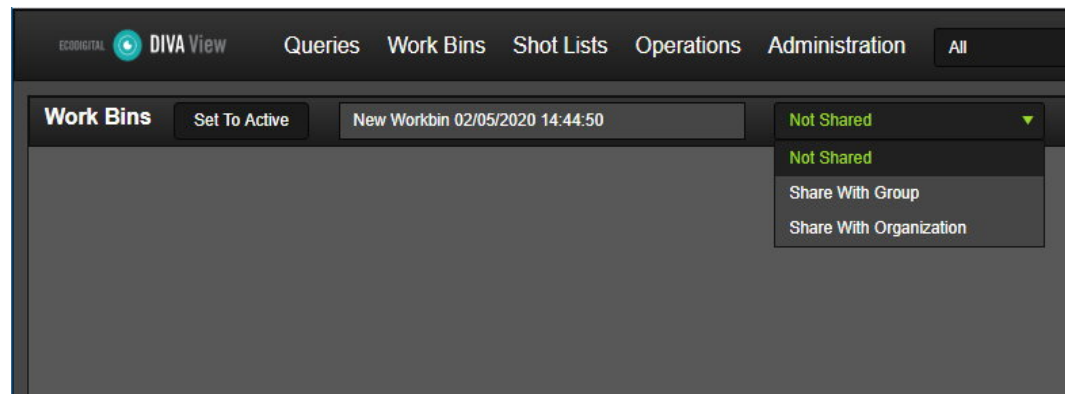 ECODIGITAL DIVA View Queries Work Bins Shot Lists Operations Administration All
Work Bins Set To Active New Workbin 02/05/2020 14:44:50 Not Shared
Not Shared
Share With Group
Share With Organization